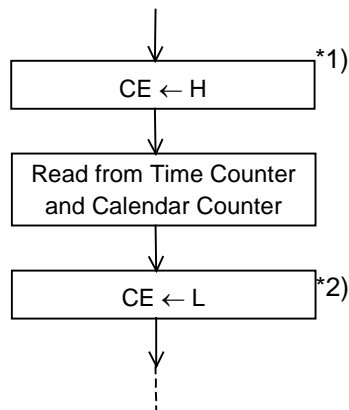 *1)
CE ← H
Read from Time Counter
and Calendar Counter
*2)
CE ← L